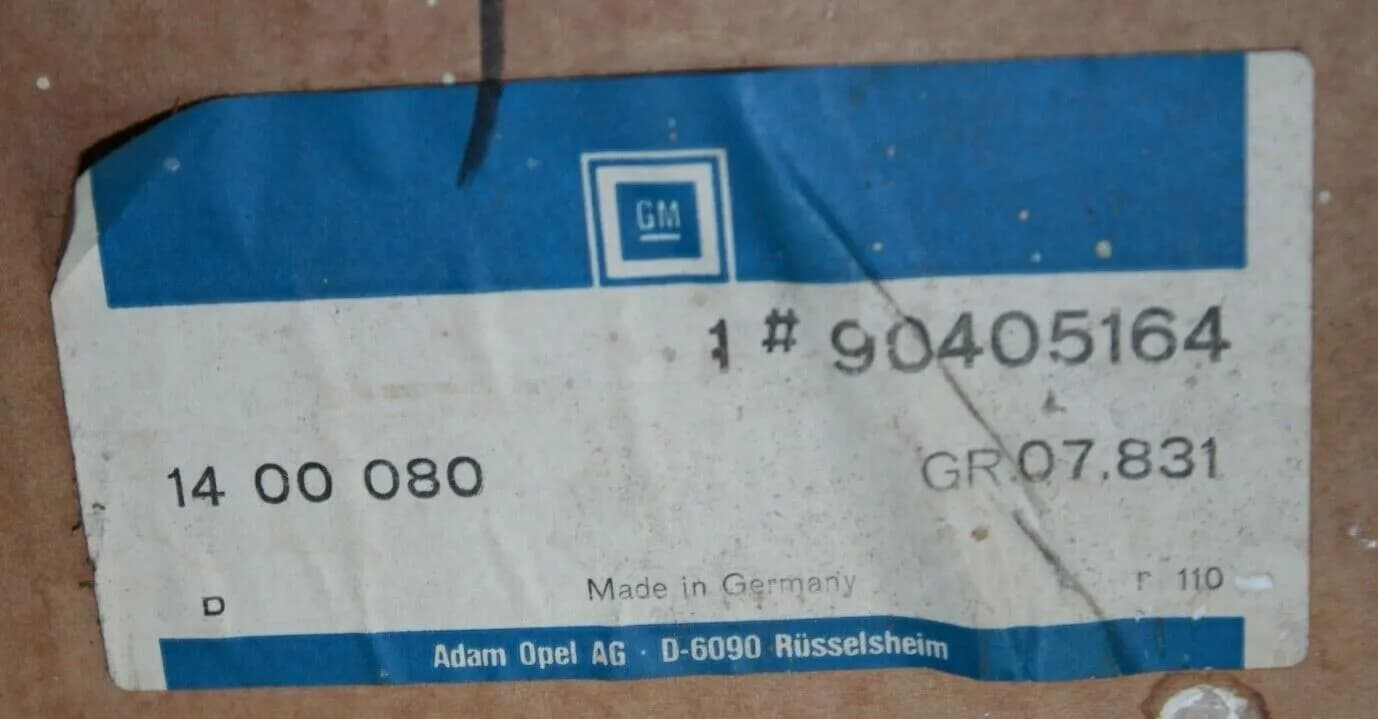 GM
1 # 90405164
14 00 080 GR.07.831
Made in Germany
D r 110
Adam Opel AG · D-6090 Rüsselsheim